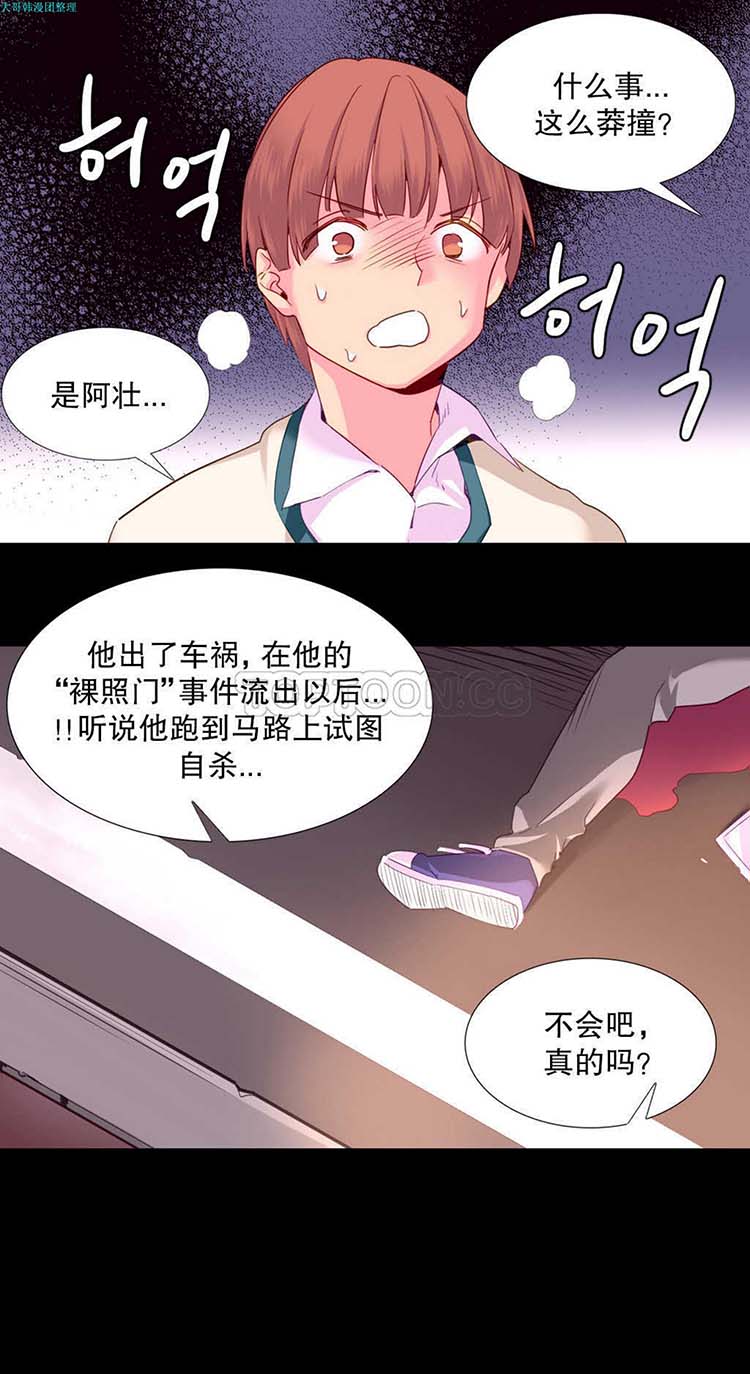 大哥韩漫团整理
什么事...
这么莽撞?
허억
허억
是阿壮...
他出了车祸,在他的
“裸照门”事件流出以后...
!!听说他跑到马路上试图
自杀...
TOPTOON.CC
不会吧,
真的吗?